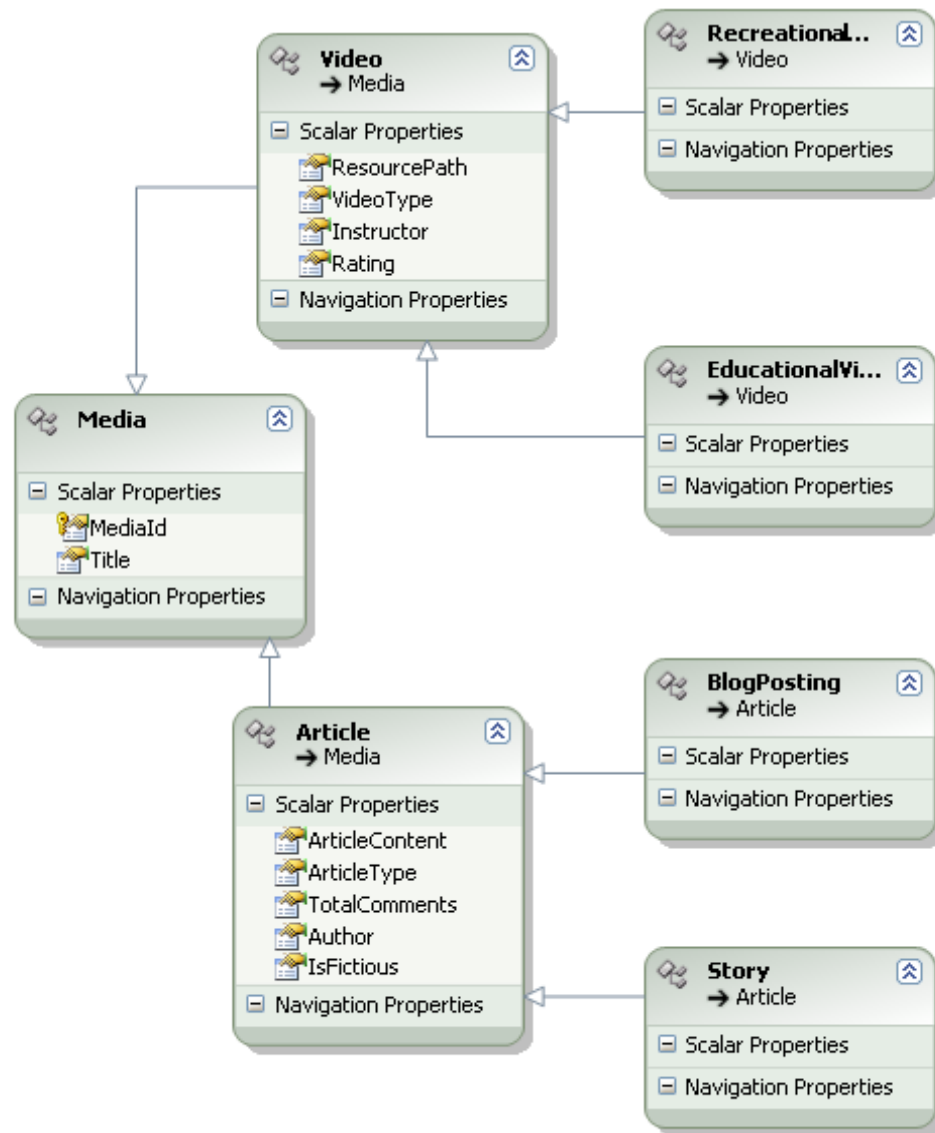 Video
→ Media
Scalar Properties
ResourcePath
VideoType
Instructor
Rating
Navigation Properties
Recreational...
→ Video
Scalar Properties
Navigation Properties
EducationalVi...
→ Video
Scalar Properties
Navigation Properties
Media
Scalar Properties
MediaId
Title
Navigation Properties
Article
→ Media
Scalar Properties
ArticleContent
ArticleType
TotalComments
Author
IsFictious
Navigation Properties
BlogPosting
→ Article
Scalar Properties
Navigation Properties
Story
→ Article
Scalar Properties
Navigation Properties